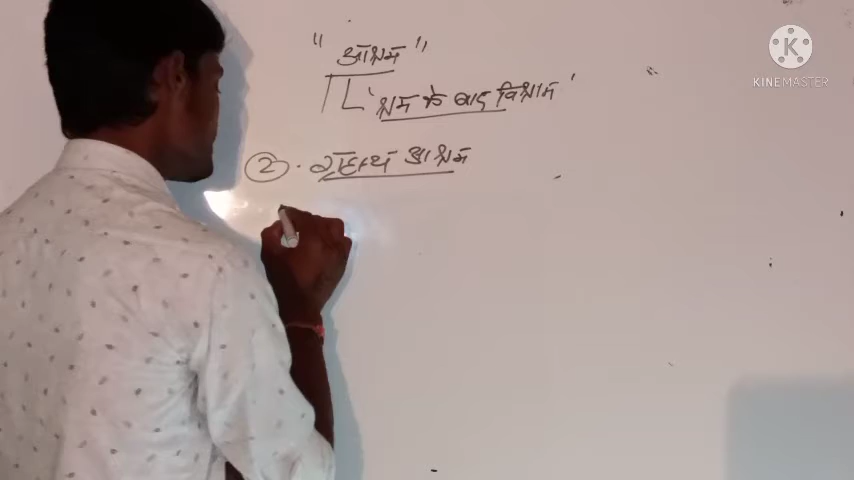 " आश्रम "
' श्रम के बाद विश्राम '
② . गृहस्थ आश्रम
KINEMASTER